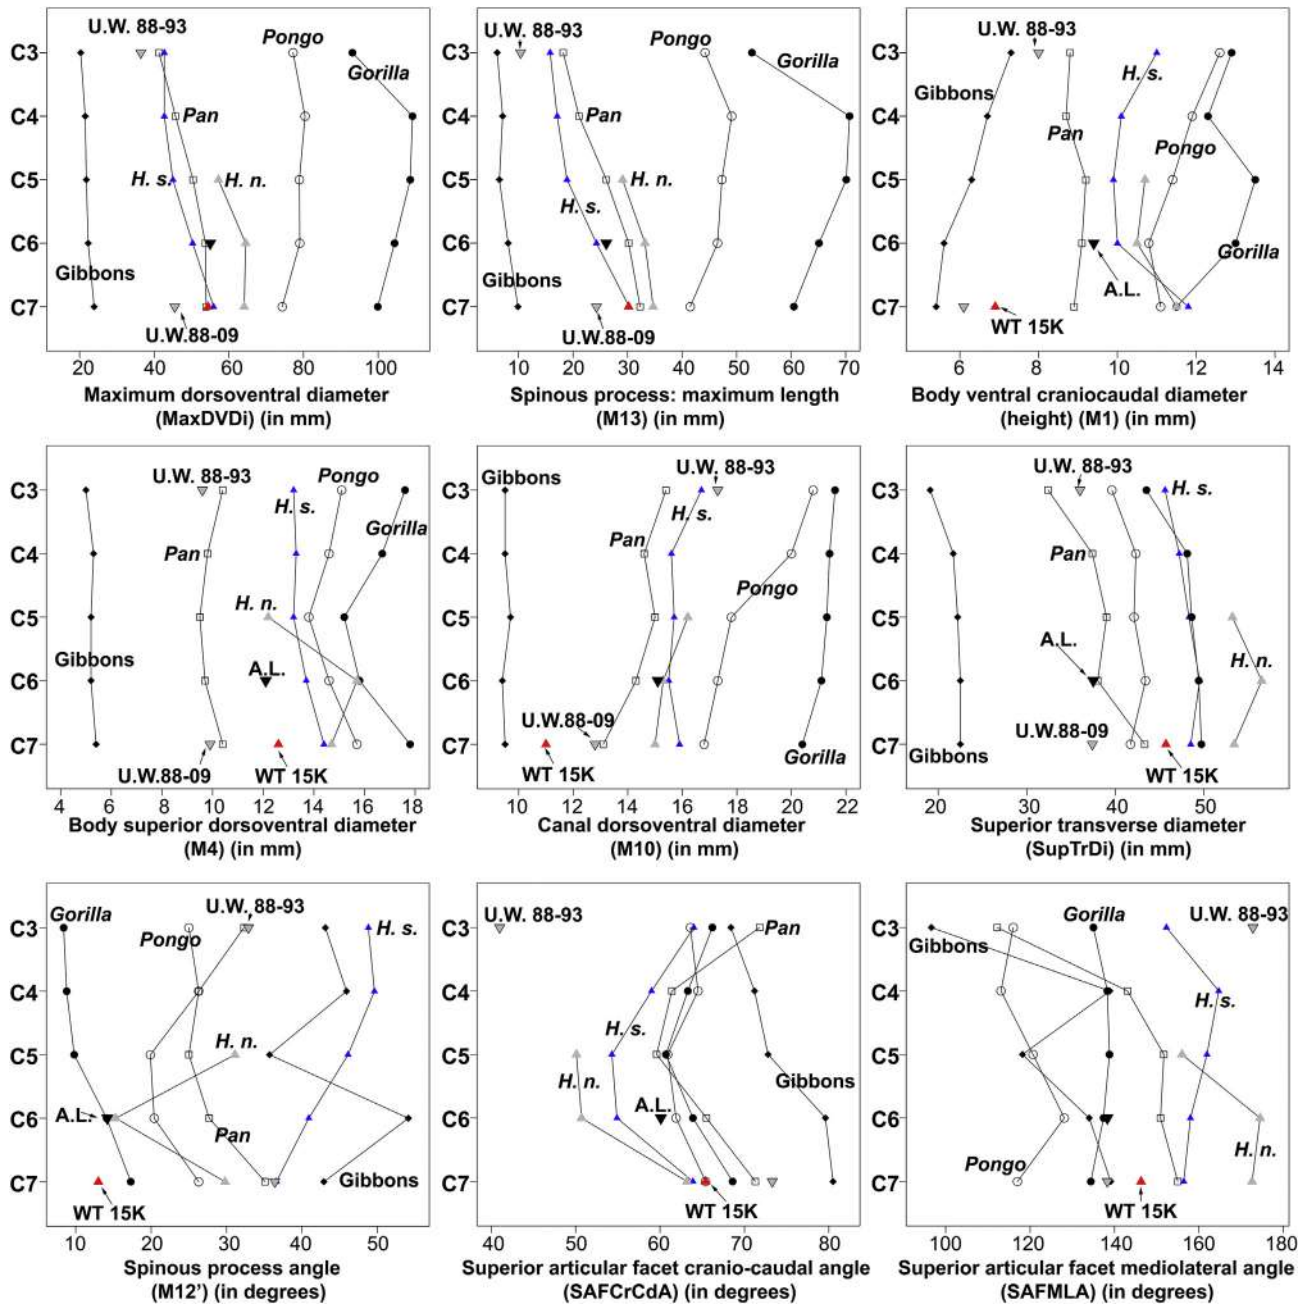 U.W. 88-93
Pongo
C3
Gorilla
C4
Pan
C5
H. s.
H. n.
C6
Gibbons
C7
U.W.88-09
20 40 60 80 100
Maximum dorsoventral diameter
(MaxDVDi) (in mm)
U.W. 88-93
Pongo
Gorilla
Pan
H. n.
H. s.
Gibbons
U.W.88-09
10 20 30 40 50 60 70
Spinous process: maximum length
(M13) (in mm)
U.W. 88-93
H. s.
Gibbons
Pan
Pongo
Gorilla
A.L.
WT 15K
6 8 10 12 14
Body ventral craniocaudal diameter
(height) (M1) (in mm)
C3
U.W. 88-93
Pongo
H. s.
Gorilla
C4
Pan
H. n.
C5
Gibbons
A.L.
C6
C7
U.W.88-09
WT 15K
4 6 8 10 12 14 16 18
Body superior dorsoventral diameter
(M4) (in mm)
Gibbons
U.W. 88-93
H. s.
Pan
Pongo
U.W.88-09
WT 15K
Gorilla
10 12 14 16 18 20 22
Canal dorsoventral diameter
(M10) (in mm)
U.W. 88-93
H. s.
Pan
A.L.
H. n.
U.W.88-09
Gibbons
WT 15K
20 30 40 50
Superior transverse diameter
(SupTrDi) (in mm)
C3
Gorilla
U.W. 88-93
H. s.
Pongo
C4
C5
H. n.
C6
A.L.
Pan
C7
WT 15K
Gibbons
10 20 30 40 50
Spinous process angle
(M12') (in degrees)
U.W. 88-93
Pan
H. s.
H. n.
Gibbons
A.L.
WT 15K
40 50 60 70 80
Superior articular facet cranio-caudal angle
(SAFCrCdA) (in degrees)
Gorilla
U.W. 88-93
Gibbons
H. s.
H. n.
Pongo
WT 15K
100 120 140 160 180
Superior articular facet mediolateral angle
(SAFMLA) (in degrees)